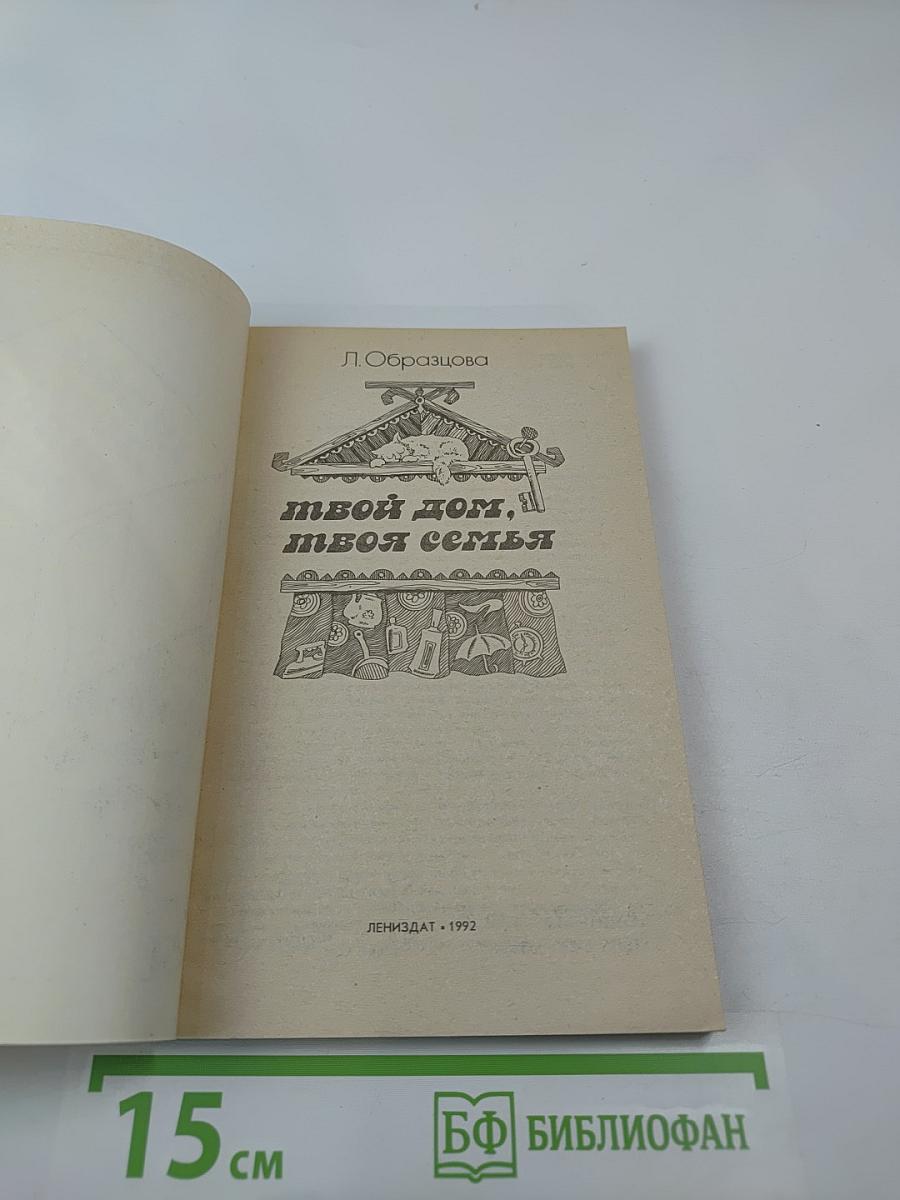 Л. Образцова
твой дом,
твоя семья
ЛЕНИЗДАТ • 1992
15 см
БФ БИБЛИОФАН